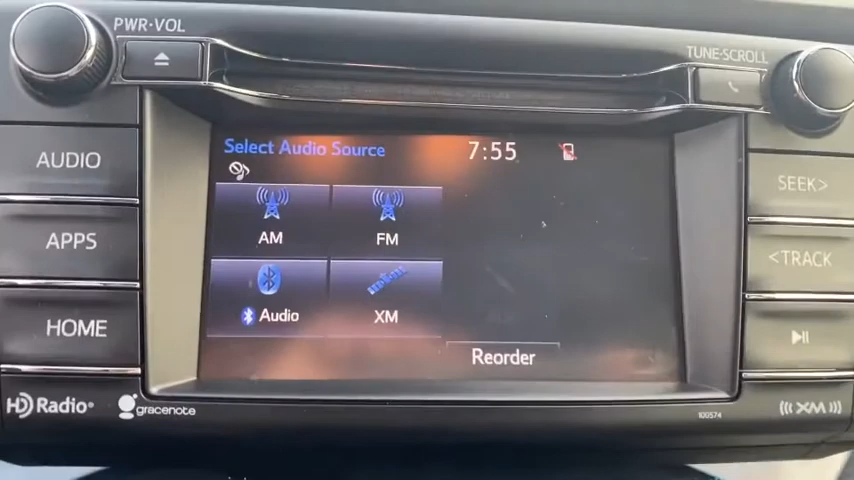 PWR·VOL
TUNE·SCROLL
AUDIO
APPS
HOME
Select Audio Source
7:55
AM
FM
Audio
XM
Reorder
SEEK>
<TRACK
HD Radio
gracenote
100574
XM